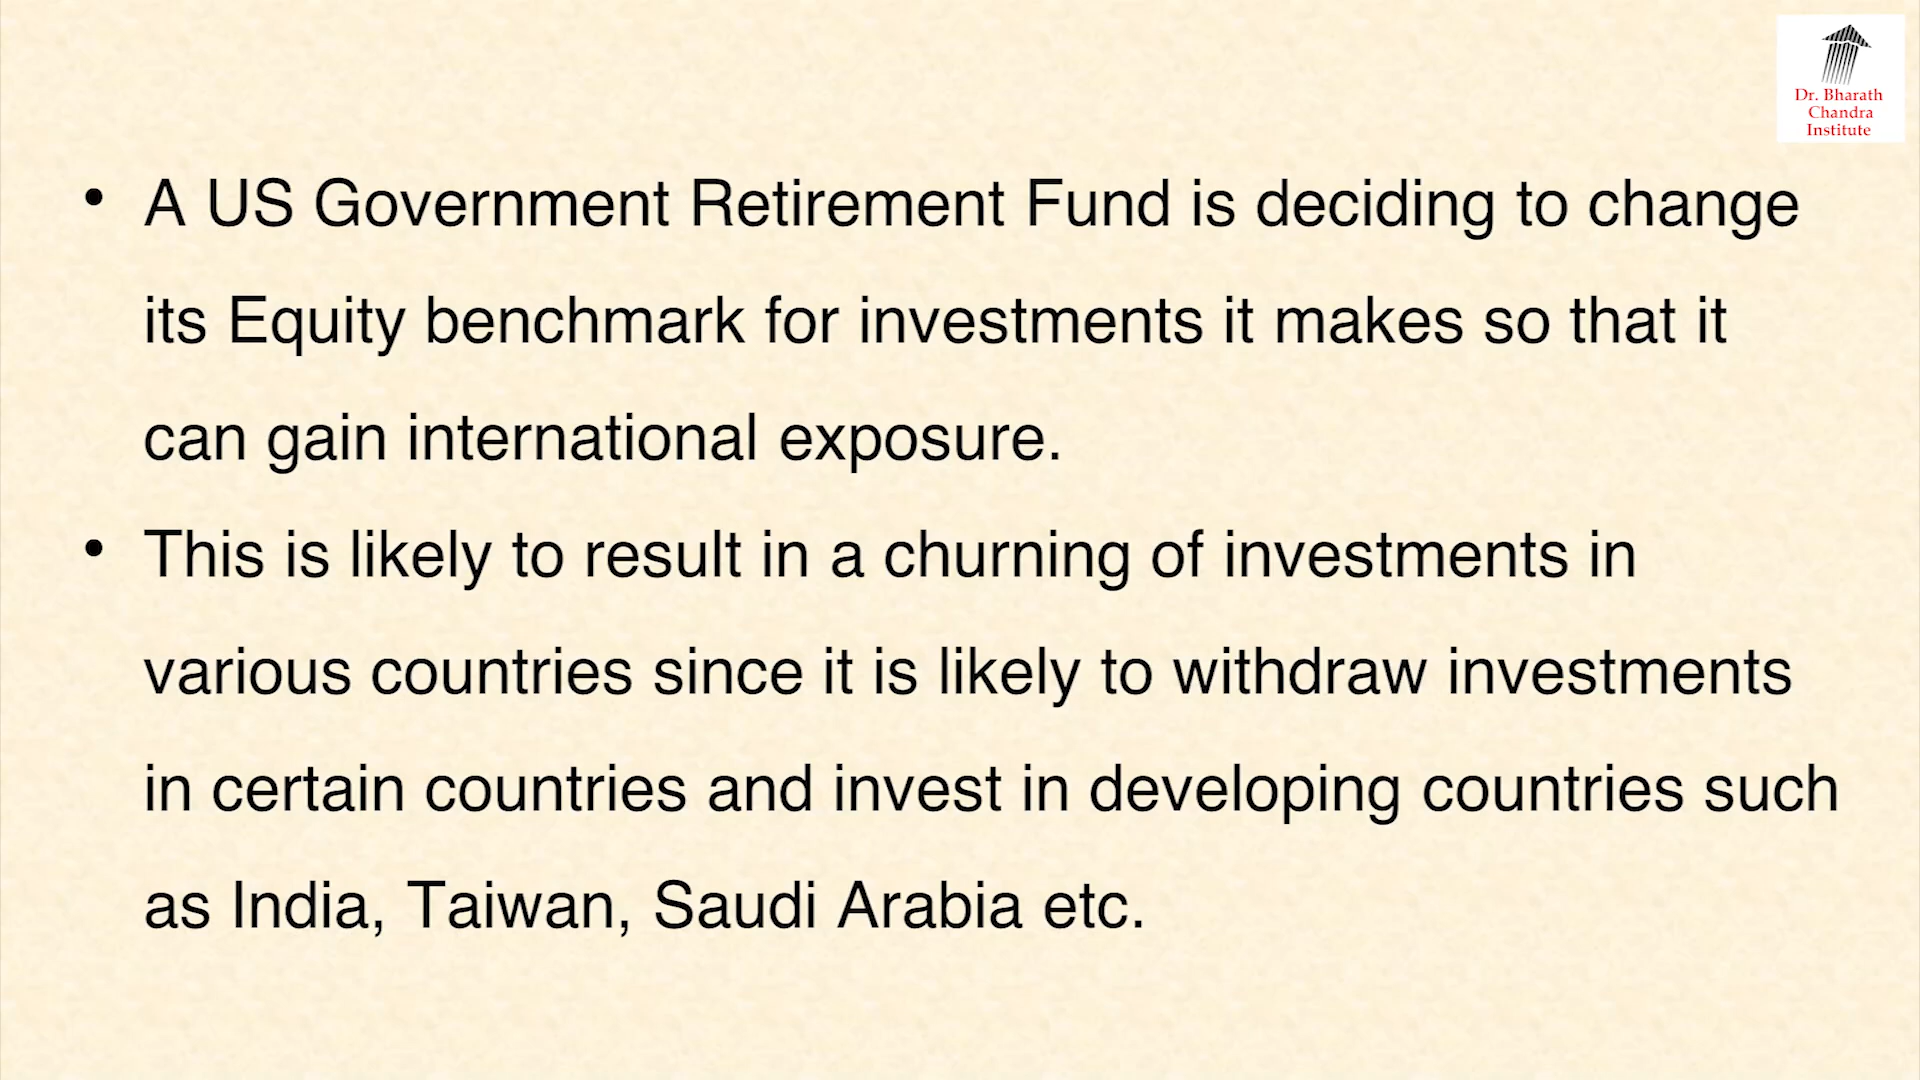 Dr. Bharath
Chandra
Institute
• A US Government Retirement Fund is deciding to change
its Equity benchmark for investments it makes so that it
can gain international exposure.
• This is likely to result in a churning of investments in
various countries since it is likely to withdraw investments
in certain countries and invest in developing countries such
as India, Taiwan, Saudi Arabia etc.